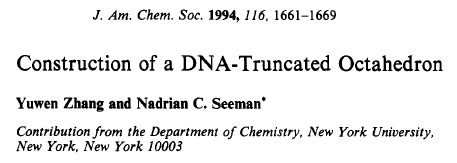 J. Am. Chem. Soc. 1994, 116, 1661-1669
Construction of a DNA-Truncated Octahedron
Yuwen Zhang and Nadrian C. Seeman*
Contribution from the Department of Chemistry, New York University,
New York, New York 10003